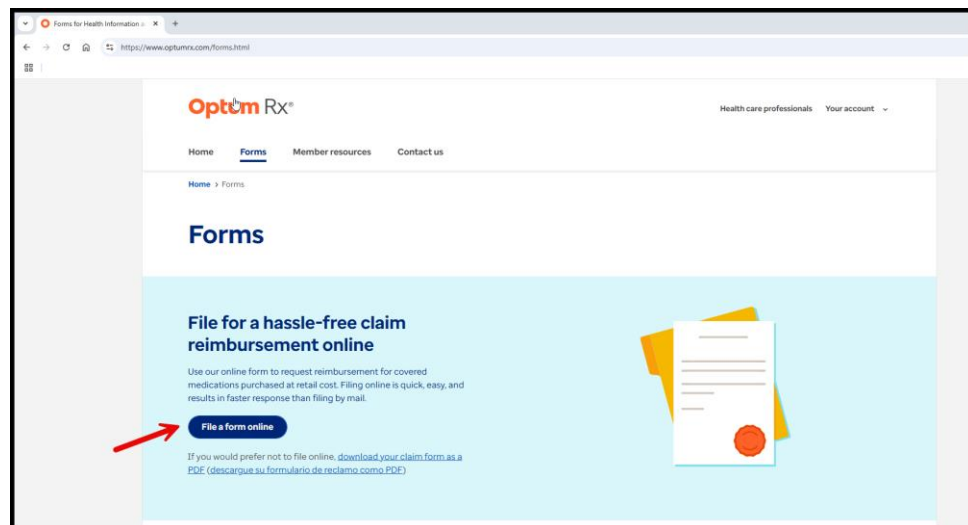 Forms for Health Information a
https://www.optumrx.com/forms.html
Optum Rx®
Health care professionals Your account
Home Forms Member resources Contact us
Home > Forms
Forms
File for a hassle-free claim
reimbursement online
Use our online form to request reimbursement for covered
medications purchased at retail cost. Filing online is quick, easy, and
results in faster response than filing by mail.
File a form online
If you would prefer not to file online, download your claim form as a
PDF (descargue su formulario de reclamo como PDF)